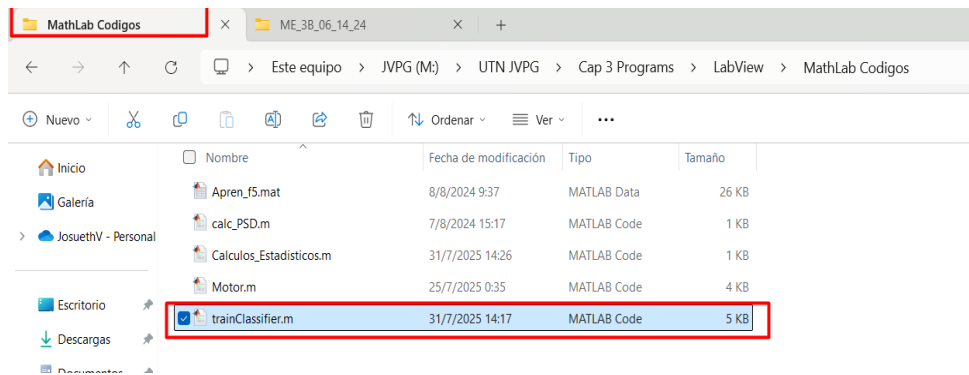 MathLab Codigos ME_3B_06_14_24
Este equipo > JVPG (M:) > UTN JVPG > Cap 3 Programs > LabView > MathLab Codigos
Nuevo Ordenar Ver
Nombre Fecha de modificación Tipo Tamaño
Inicio
Galería
JosuethV - Personal
Escritorio
Descargas
Documentos
Apren_f5.mat 8/8/2024 9:37 MATLAB Data 26 KB
calc_PSD.m 7/8/2024 15:17 MATLAB Code 1 KB
Calculos_Estadisticos.m 31/7/2025 14:26 MATLAB Code 1 KB
Motor.m 25/7/2025 0:35 MATLAB Code 4 KB
trainClassifier.m 31/7/2025 14:17 MATLAB Code 5 KB